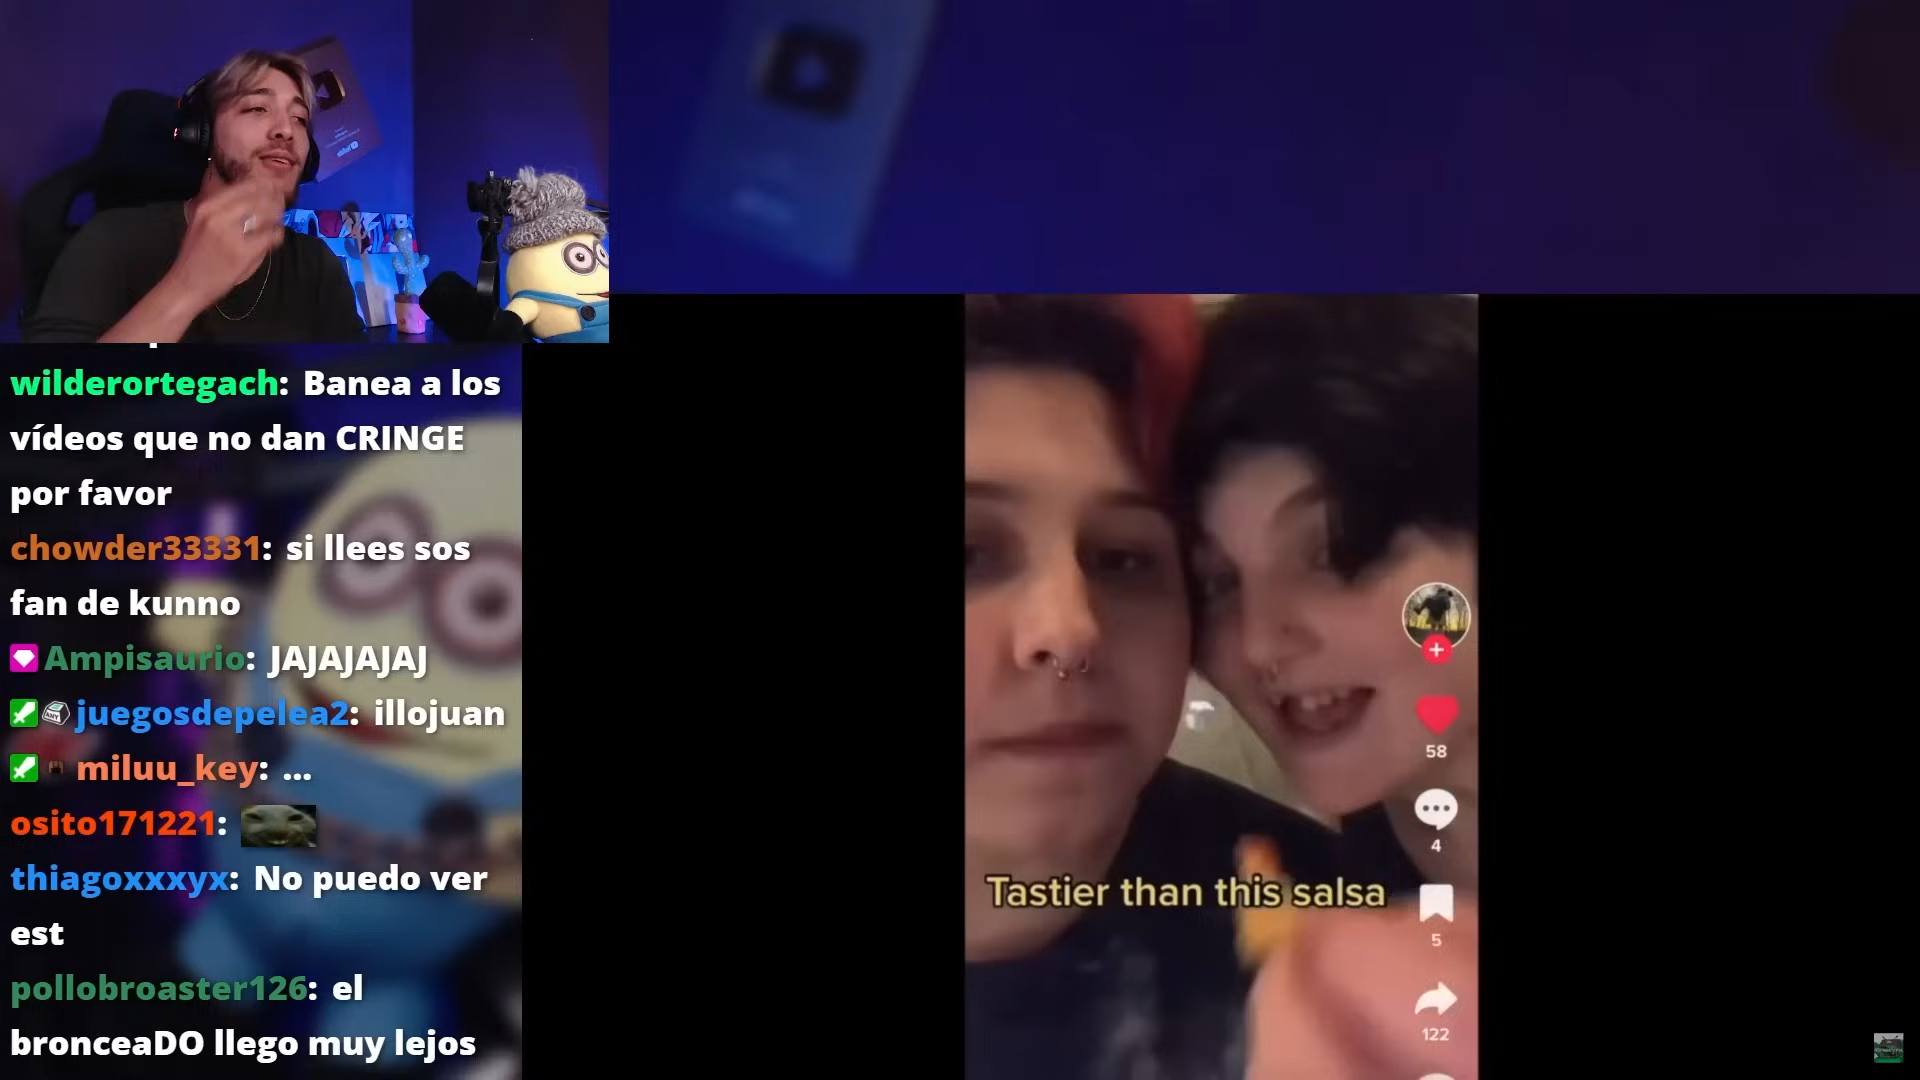 wilderortegach: Banea a los
vídeos que no dan CRINGE
por favor
chowder33331: si llees sos
fan de kunno
Ampisaurio: JAJAJAJAJ
juegosdepelea2: illojuan
miluu_key: ...
osito171221:
thiagoxxxyx: No puedo ver
est
pollobroaster126: el
bronceaDO llego muy lejos
Tastier than this salsa
58
4
5
122